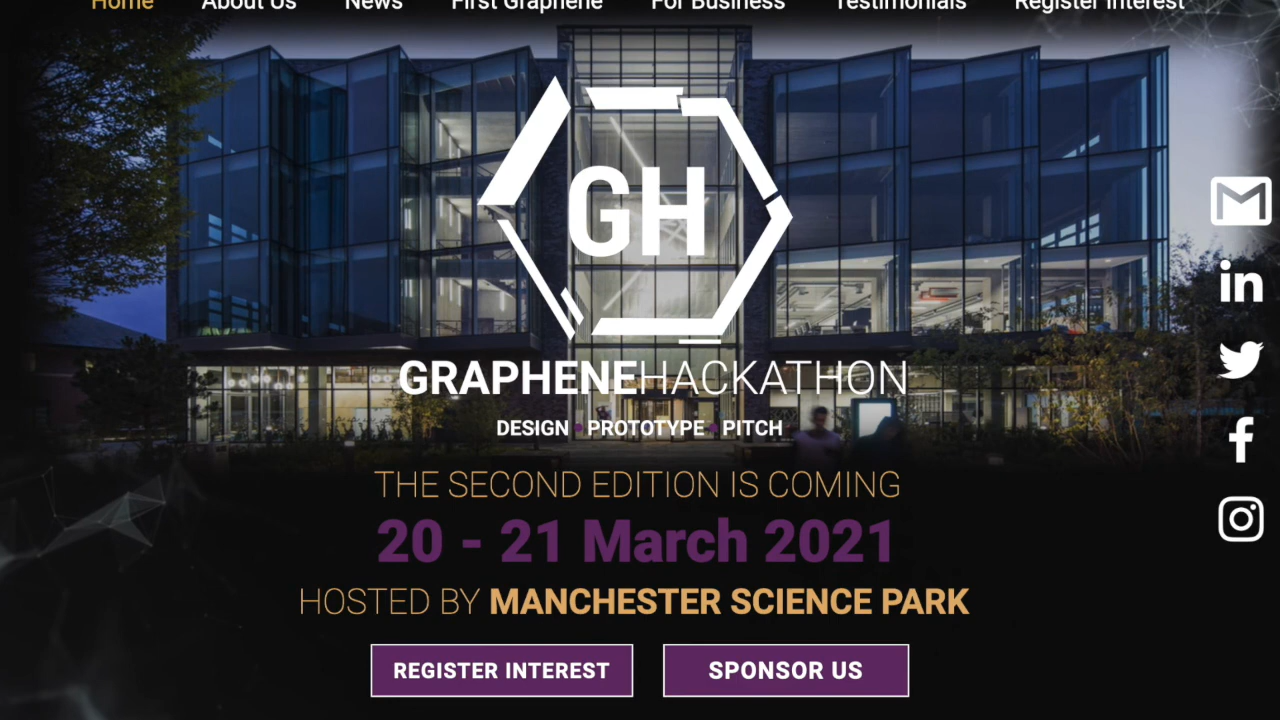 Home About Us News First Graphene For Business Testimonials Register Interest
GH
GRAPHENEHACKATHON
DESIGN • PROTOTYPE • PITCH
THE SECOND EDITION IS COMING
20 - 21 March 2021
HOSTED BY MANCHESTER SCIENCE PARK
REGISTER INTEREST SPONSOR US